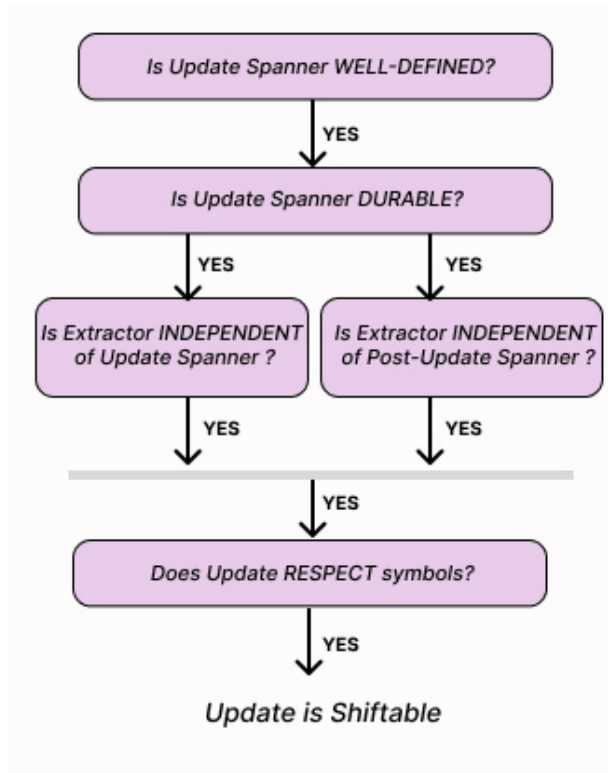 Is Update Spanner WELL-DEFINED?
YES
Is Update Spanner DURABLE?
YES
YES
Is Extractor INDEPENDENT
of Update Spanner ?
Is Extractor INDEPENDENT
of Post-Update Spanner ?
YES
YES
YES
Does Update RESPECT symbols?
YES
Update is Shiftable